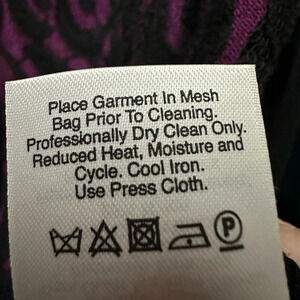 Place Garment In Mesh
Bag Prior To Cleaning.
Professionally Dry Clean Only.
Reduced Heat, Moisture and
Cycle. Cool Iron.
Use Press Cloth.
P